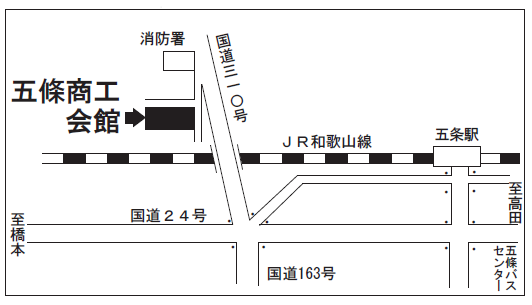 消防署
国道三一〇号
五條商工
会館
ＪＲ和歌山線
五条駅
至橋本
国道２４号
至高田
国道163号
五條バス
センター